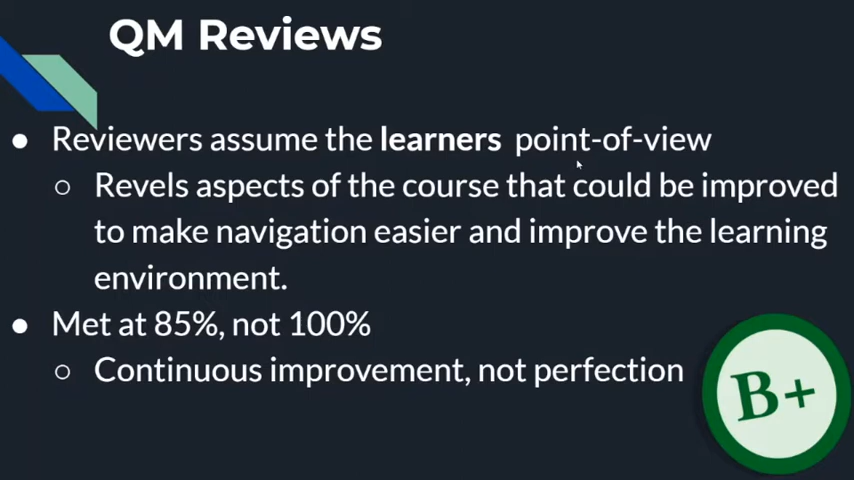 QM Reviews
● Reviewers assume the learners point-of-view
○ Revels aspects of the course that could be improved
to make navigation easier and improve the learning
environment.
● Met at 85%, not 100%
○ Continuous improvement, not perfection
B+